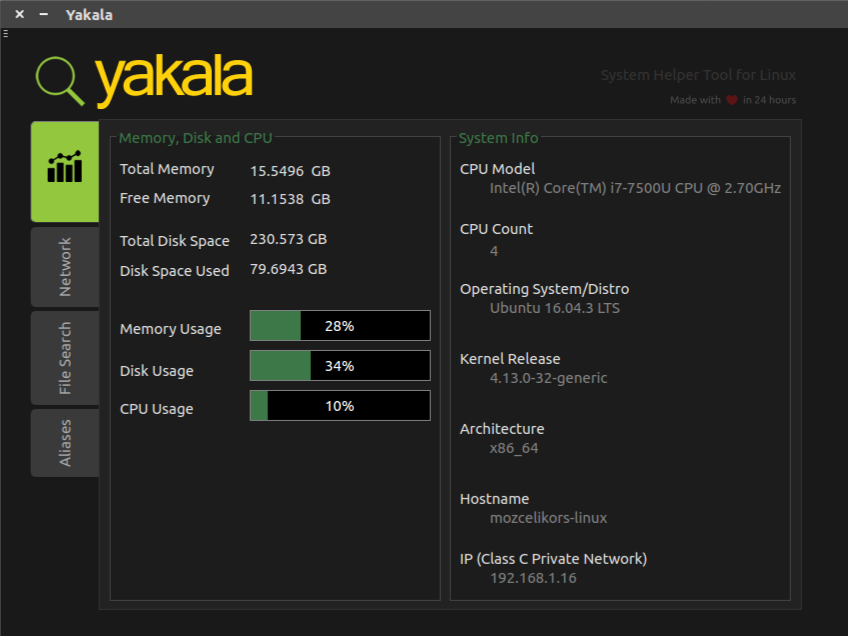 Yakala
yakala
System Helper Tool for Linux
Made with ❤ in 24 hours
Network
File Search
Aliases
Memory, Disk and CPU
Total Memory 15.5496 GB
Free Memory 11.1538 GB
Total Disk Space 230.573 GB
Disk Space Used 79.6943 GB
Memory Usage 28%
Disk Usage 34%
CPU Usage 10%
System Info
CPU Model
Intel(R) Core(TM) i7-7500U CPU @ 2.70GHz
CPU Count
4
Operating System/Distro
Ubuntu 16.04.3 LTS
Kernel Release
4.13.0-32-generic
Architecture
x86_64
Hostname
mozcelikors-linux
IP (Class C Private Network)
192.168.1.16